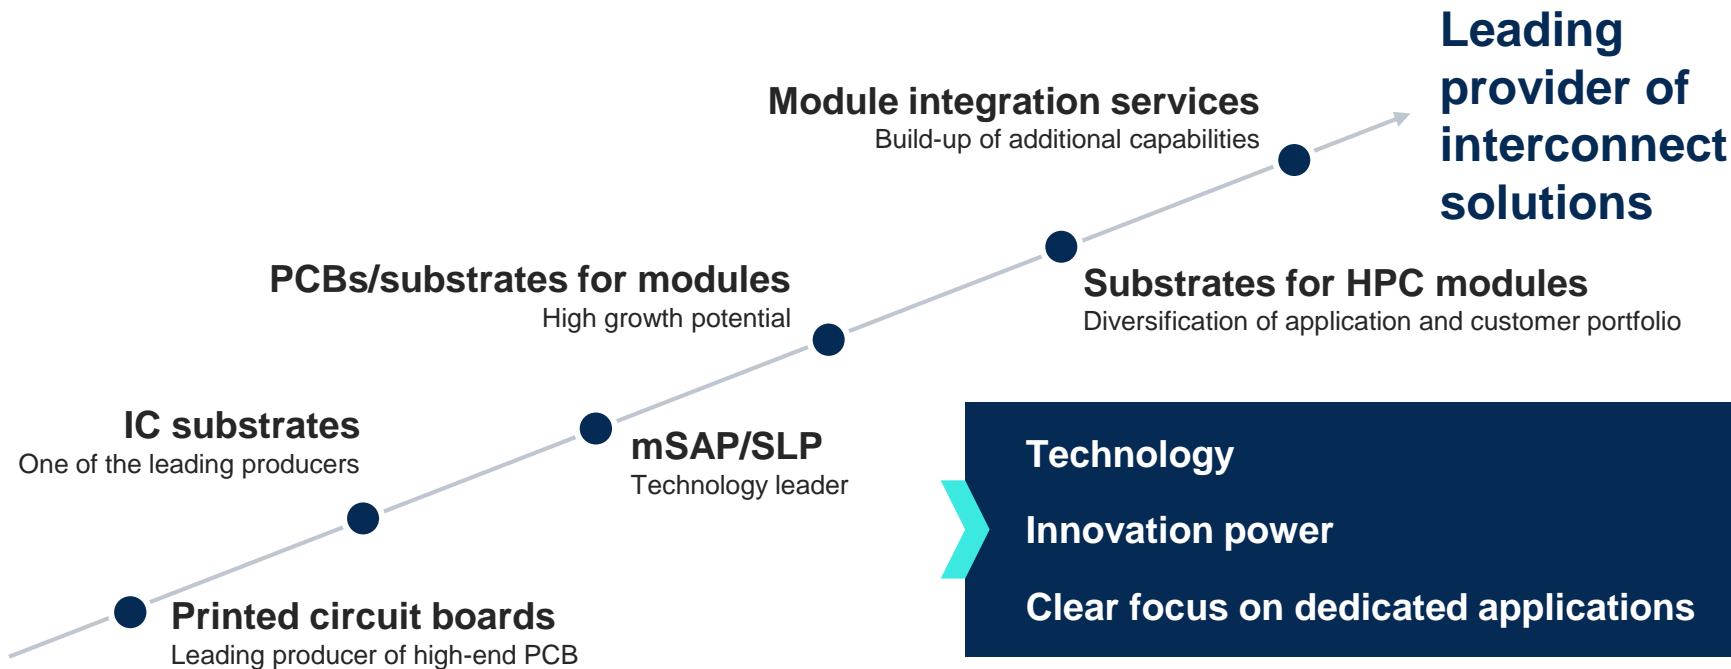 Leading
provider of
interconnect
solutions
Module integration services
Build-up of additional capabilities
PCBs/substrates for modules
High growth potential
Substrates for HPC modules
Diversification of application and customer portfolio
IC substrates
One of the leading producers
mSAP/SLP
Technology leader
Printed circuit boards
Leading producer of high-end PCB
Technology
Innovation power
Clear focus on dedicated applications